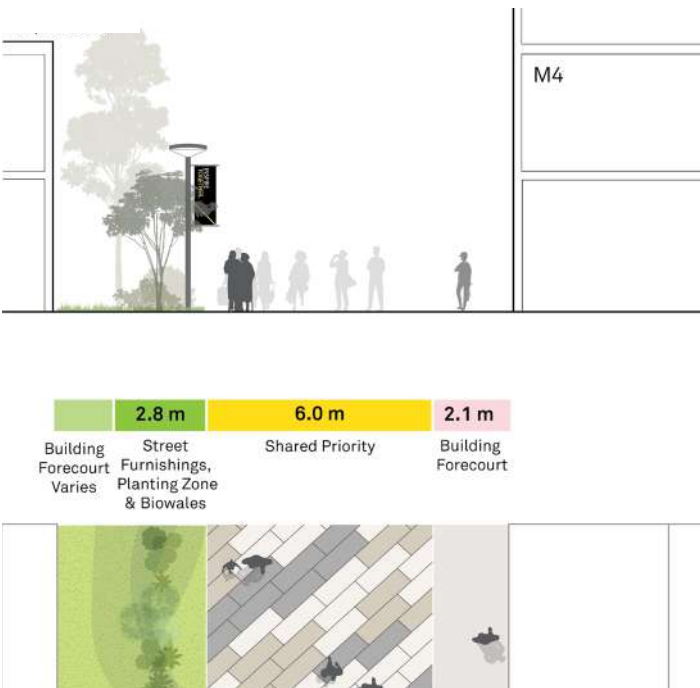 M4
INSPIRE
2.8 m
6.0 m
2.1 m
Building
Forecourt
Varies
Street
Furnishings,
Planting Zone
& Biowales
Shared Priority
Building
Forecourt